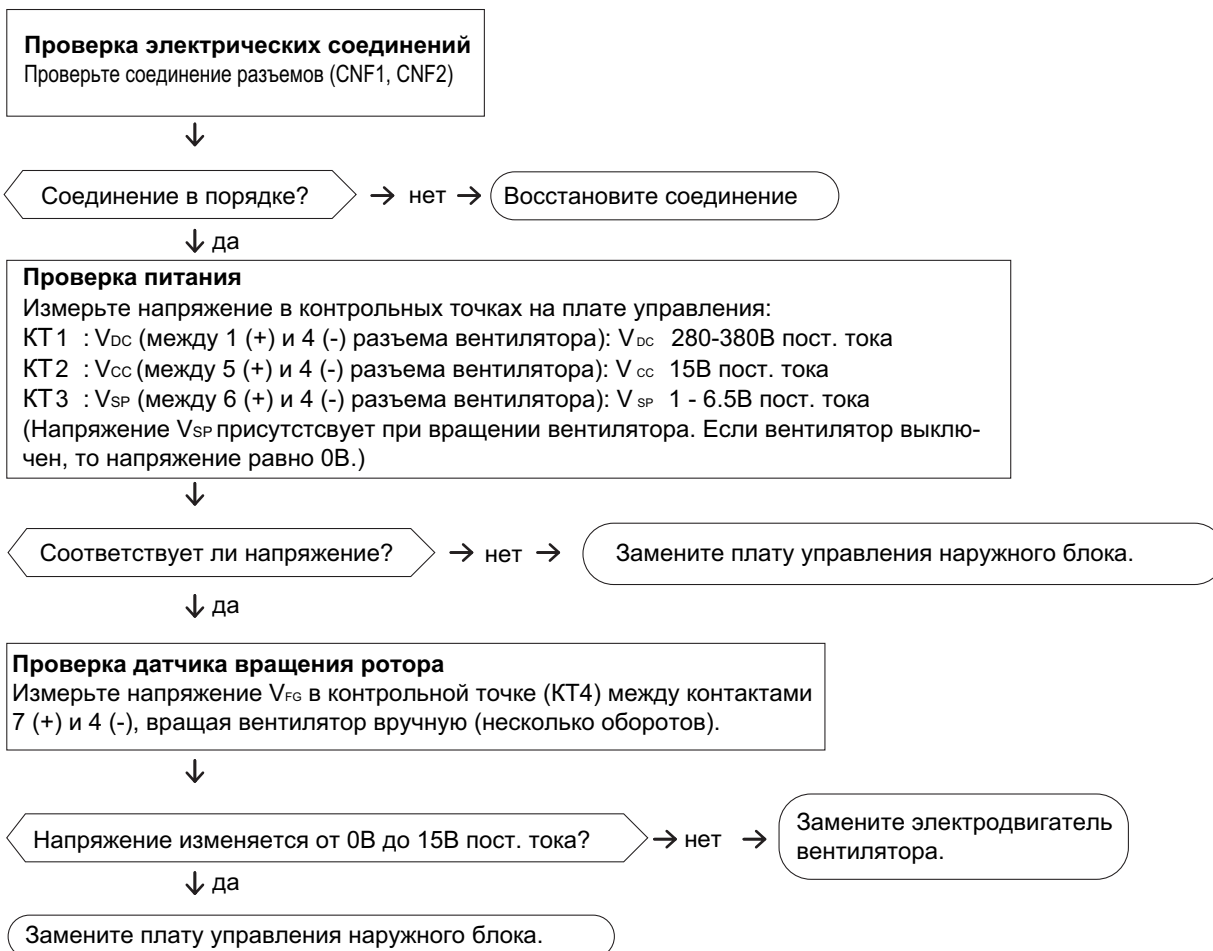 Проверка электрических соединений
Проверьте соединение разъемов (CNF1, CNF2)
Соединение в порядке?
нет
Восстановите соединение
да
Проверка питания
Измерьте напряжение в контрольных точках на плате управления:
КТ1 : VDC (между 1 (+) и 4 (-) разъема вентилятора): V DC 280-380В пост. тока
КТ2 : VCC (между 5 (+) и 4 (-) разъема вентилятора): V CC 15В пост. тока
КТ3 : VSP (между 6 (+) и 4 (-) разъема вентилятора): V SP 1 - 6.5В пост. тока
(Напряжение VSP присутстсвует при вращении вентилятора. Если вентилятор выклю-
чен, то напряжение равно 0В.)
Соответствует ли напряжение?
нет
Замените плату управления наружного блока.
да
Проверка датчика вращения ротора
Измерьте напряжение VFG в контрольной точке (КТ4) между контактами
7 (+) и 4 (-), вращая вентилятор вручную (несколько оборотов).
Напряжение изменяется от 0В до 15В пост. тока?
нет
Замените электродвигатель
вентилятора.
да
Замените плату управления наружного блока.